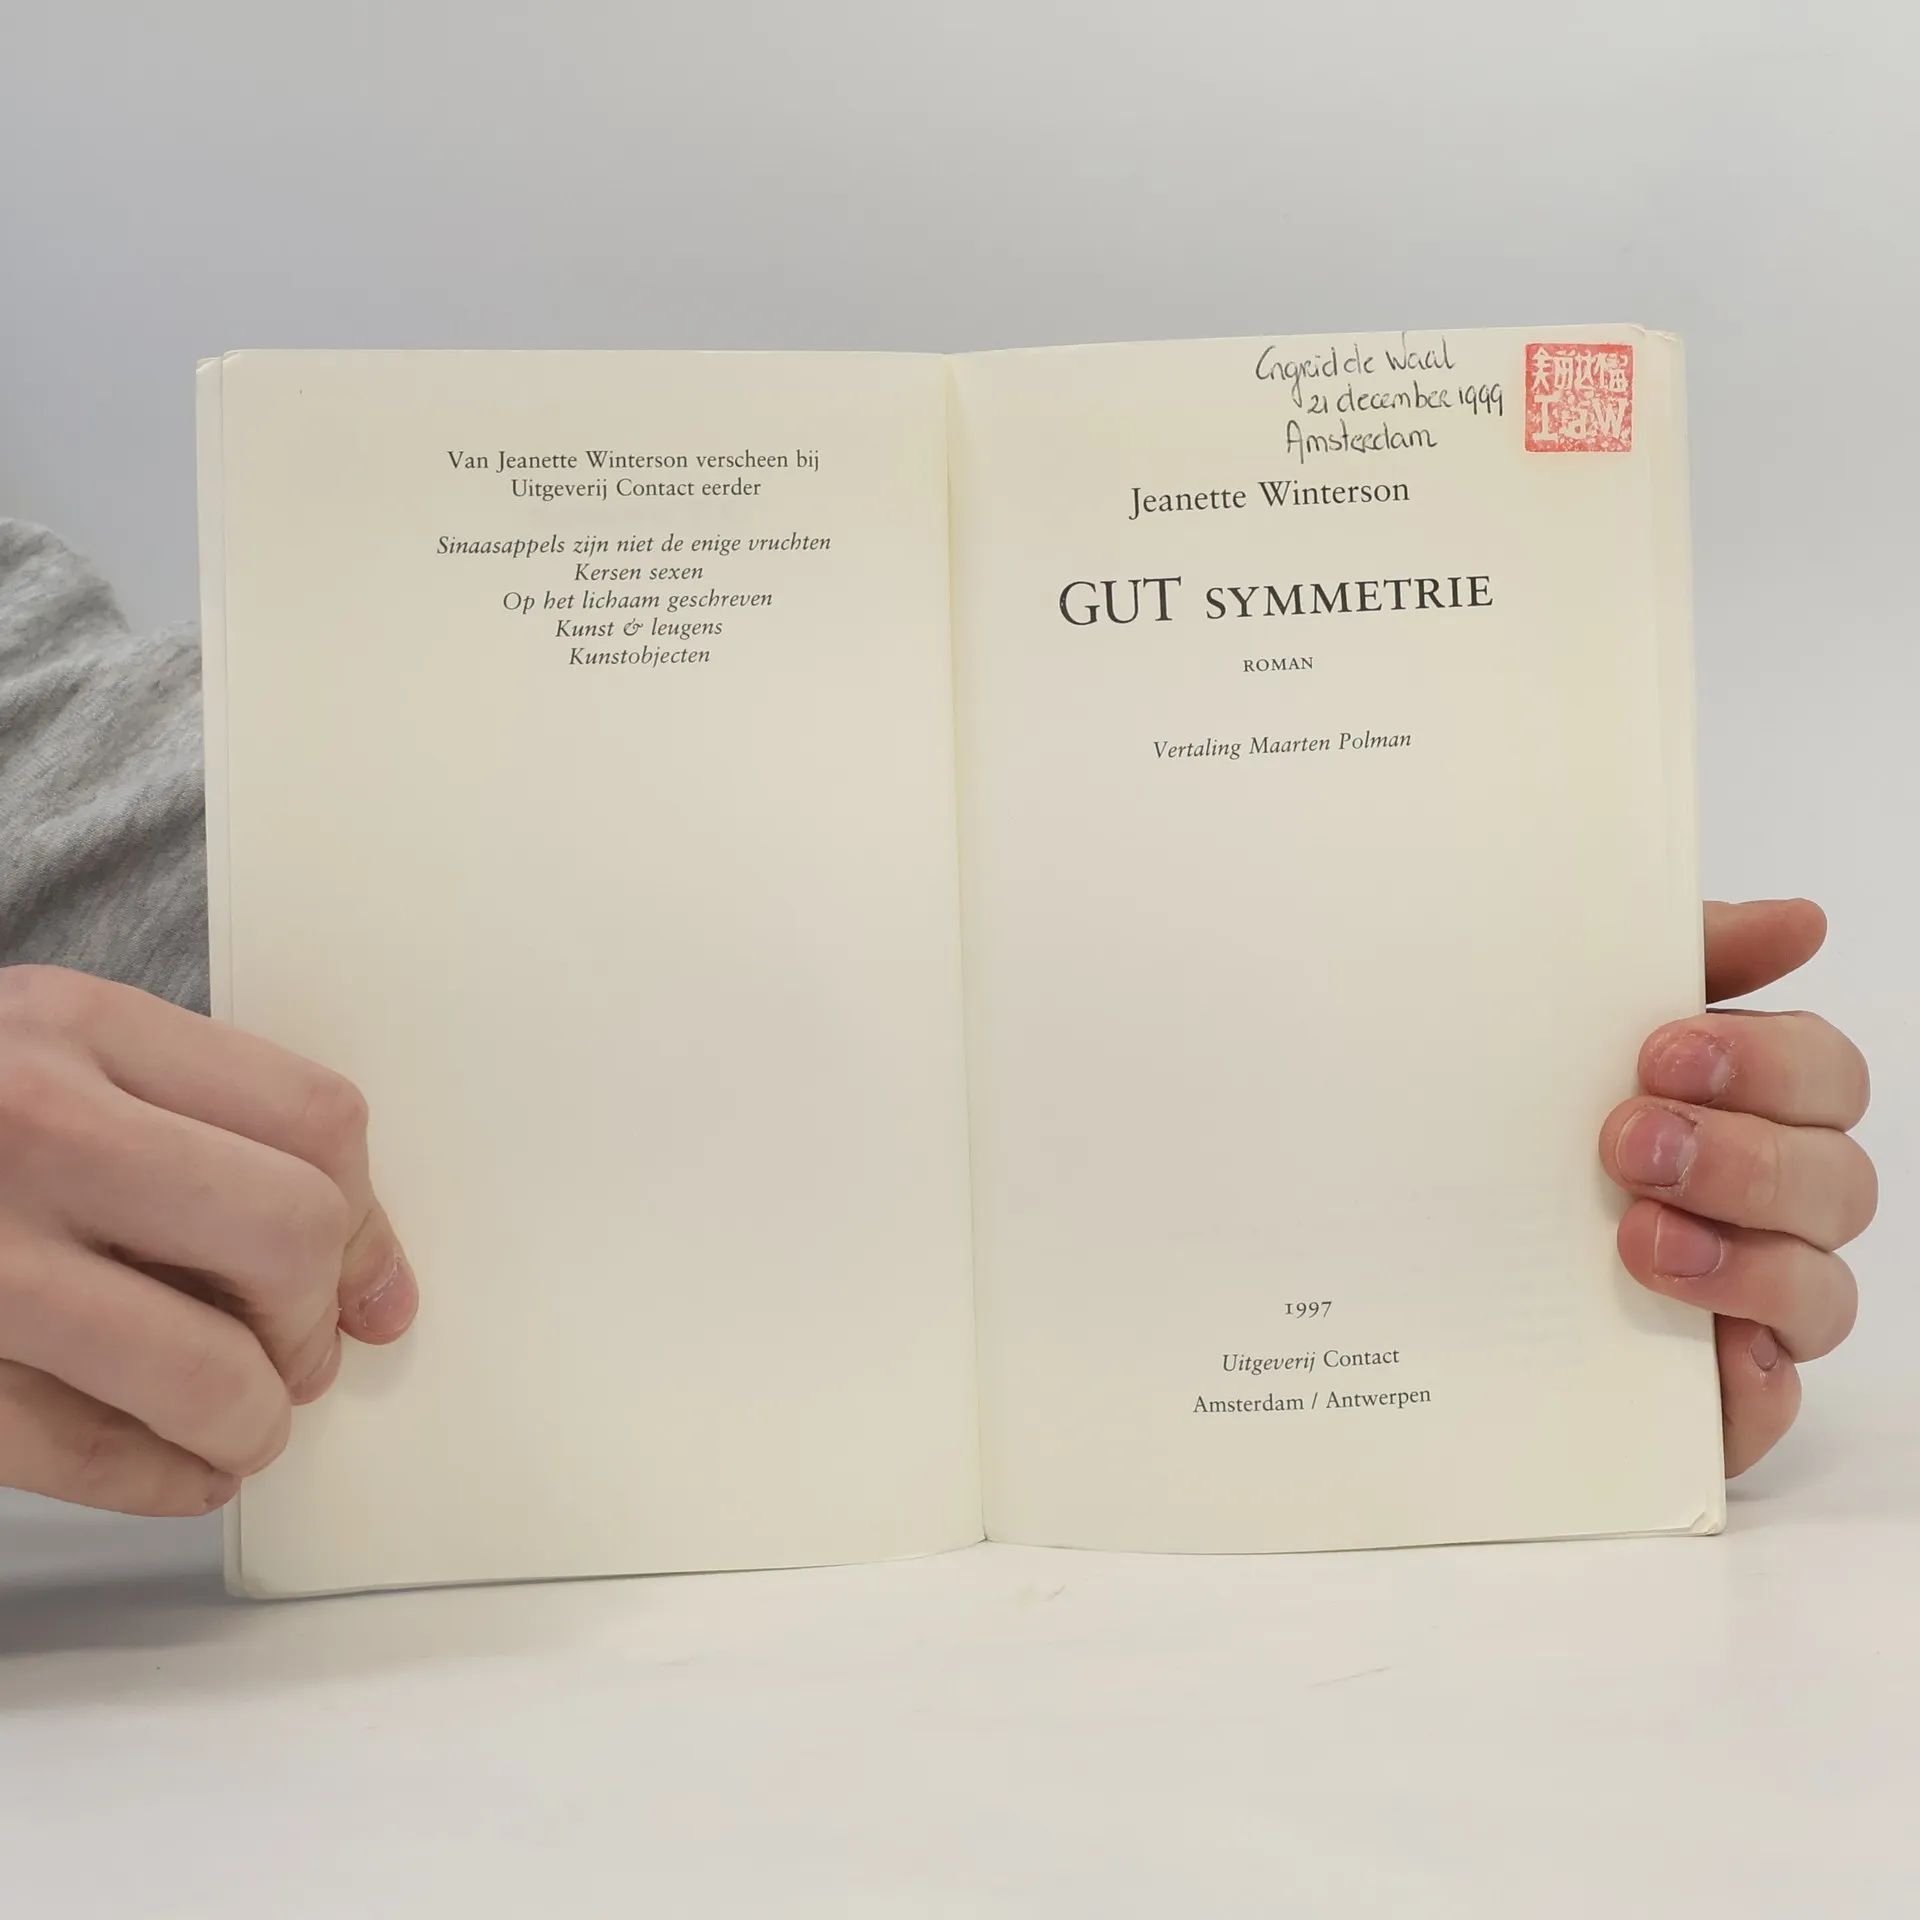 Van Jeanette Winterson verscheen bij
Uitgeverij Contact eerder
Sinaasappels zijn niet de enige vruchten
Kersen sexen
Op het lichaam geschreven
Kunst & leugens
Kunstobjecten
Ingrid de Waal
21 december 1999
Amsterdam
IdW
Jeanette Winterson
GUT SYMMETRIE
ROMAN
Vertaling Maarten Polman
1997
Uitgeverij Contact
Amsterdam / Antwerpen